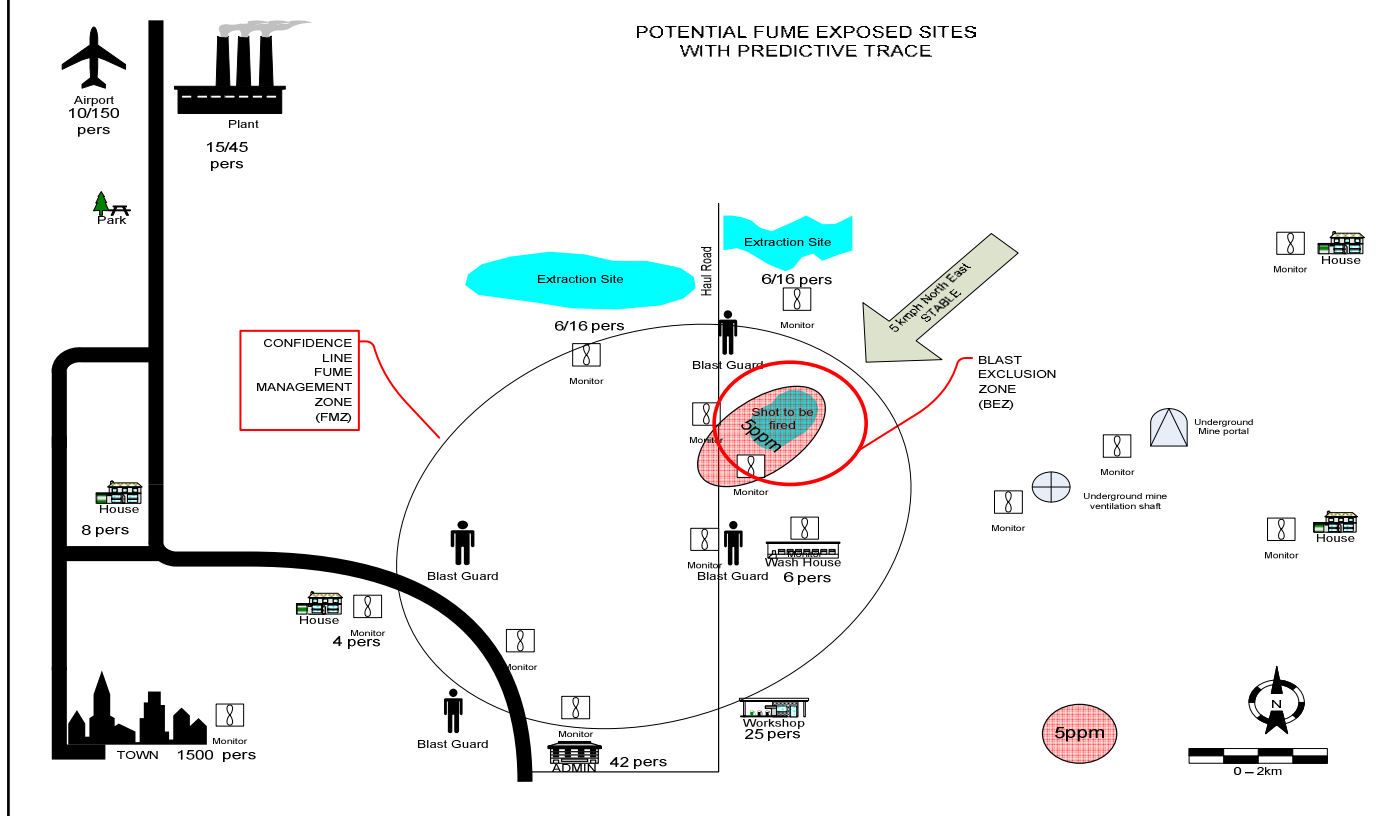 POTENTIAL FUME EXPOSED SITES
WITH PREDICTIVE TRACE
Airport
10/150
pers
Plant
15/45
pers
Park
Extraction Site
6/16 pers
Monitor
Haul Road
Extraction Site
6/16 pers
Monitor
5 kmph North East
STABLE
Monitor
House
CONFIDENCE
LINE
FUME
MANAGEMENT
ZONE
(FMZ)
Blast Guard
BLAST
EXCLUSION
ZONE
(BEZ)
Shot to be
fired
5ppm
Monitor
Monitor
Underground
Mine portal
Monitor
Underground mine
ventilation shaft
Monitor
Monitor
House
House
8 pers
Blast Guard
Monitor
Blast Guard
Monitor
Wash House
6 pers
House
Monitor
4 pers
Monitor
Blast Guard
Monitor
ADMIN
42 pers
Workshop
25 pers
TOWN
1500 pers
Monitor
5ppm
N
0 – 2km